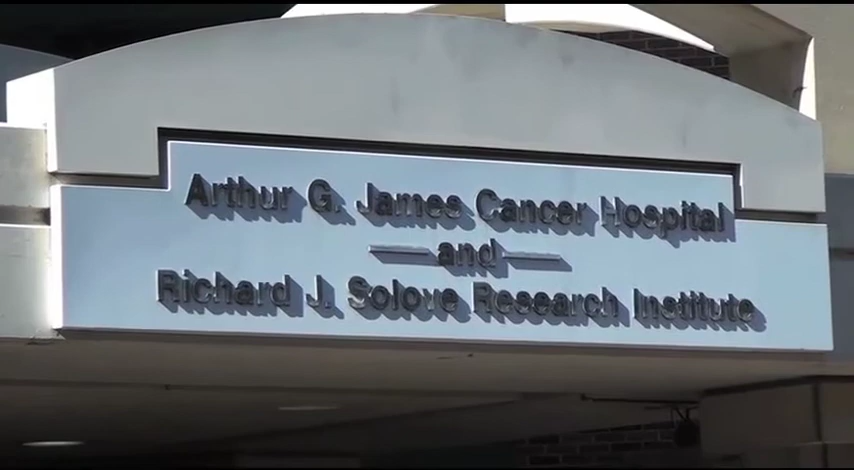 Arthur G. James Cancer Hospital
and
Richard J. Solove Research Institute